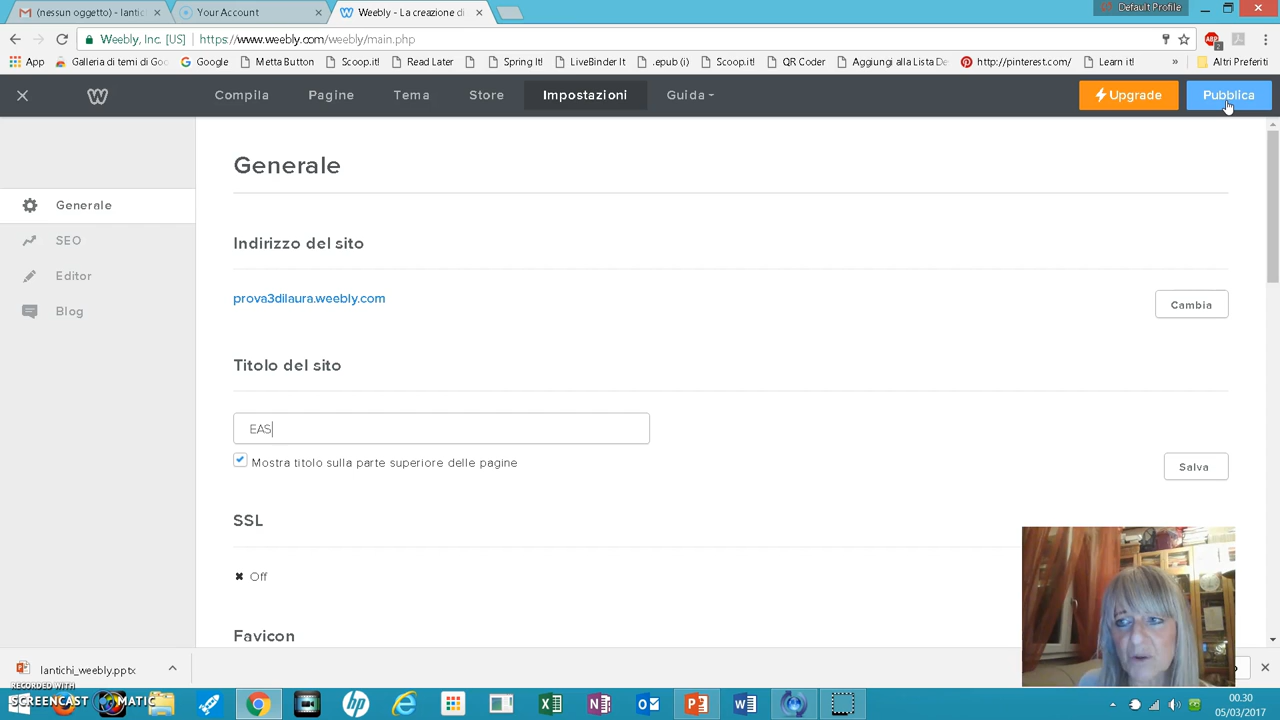 (nessun oggetto) - lantich
Your Account
Weebly - La creazione di
Default Profile
Weebly, Inc. [US]
https://www.weebly.com/weebly/main.php
App
Galleria di temi di Goo
Google
Metta Button
Scoop.it!
Read Later
Spring It!
LiveBinder It
.epub (i)
Scoop.it!
QR Coder
Aggiungi alla Lista De
http://pinterest.com/
Learn it!
»
Altri Preferiti
Compila
Pagine
Tema
Store
Impostazioni
Guida
Upgrade
Pubblica
Generale
Generale
SEO
Editor
Blog
Indirizzo del sito
prova3dilaura.weebly.com
Cambia
Titolo del sito
EAS
Mostra titolo sulla parte superiore delle pagine
Salva
SSL
Off
Favicon
lantichi_weebly.pptx
RECORDED WITH
SCREENCAST MATIC
00.30
05/03/2017